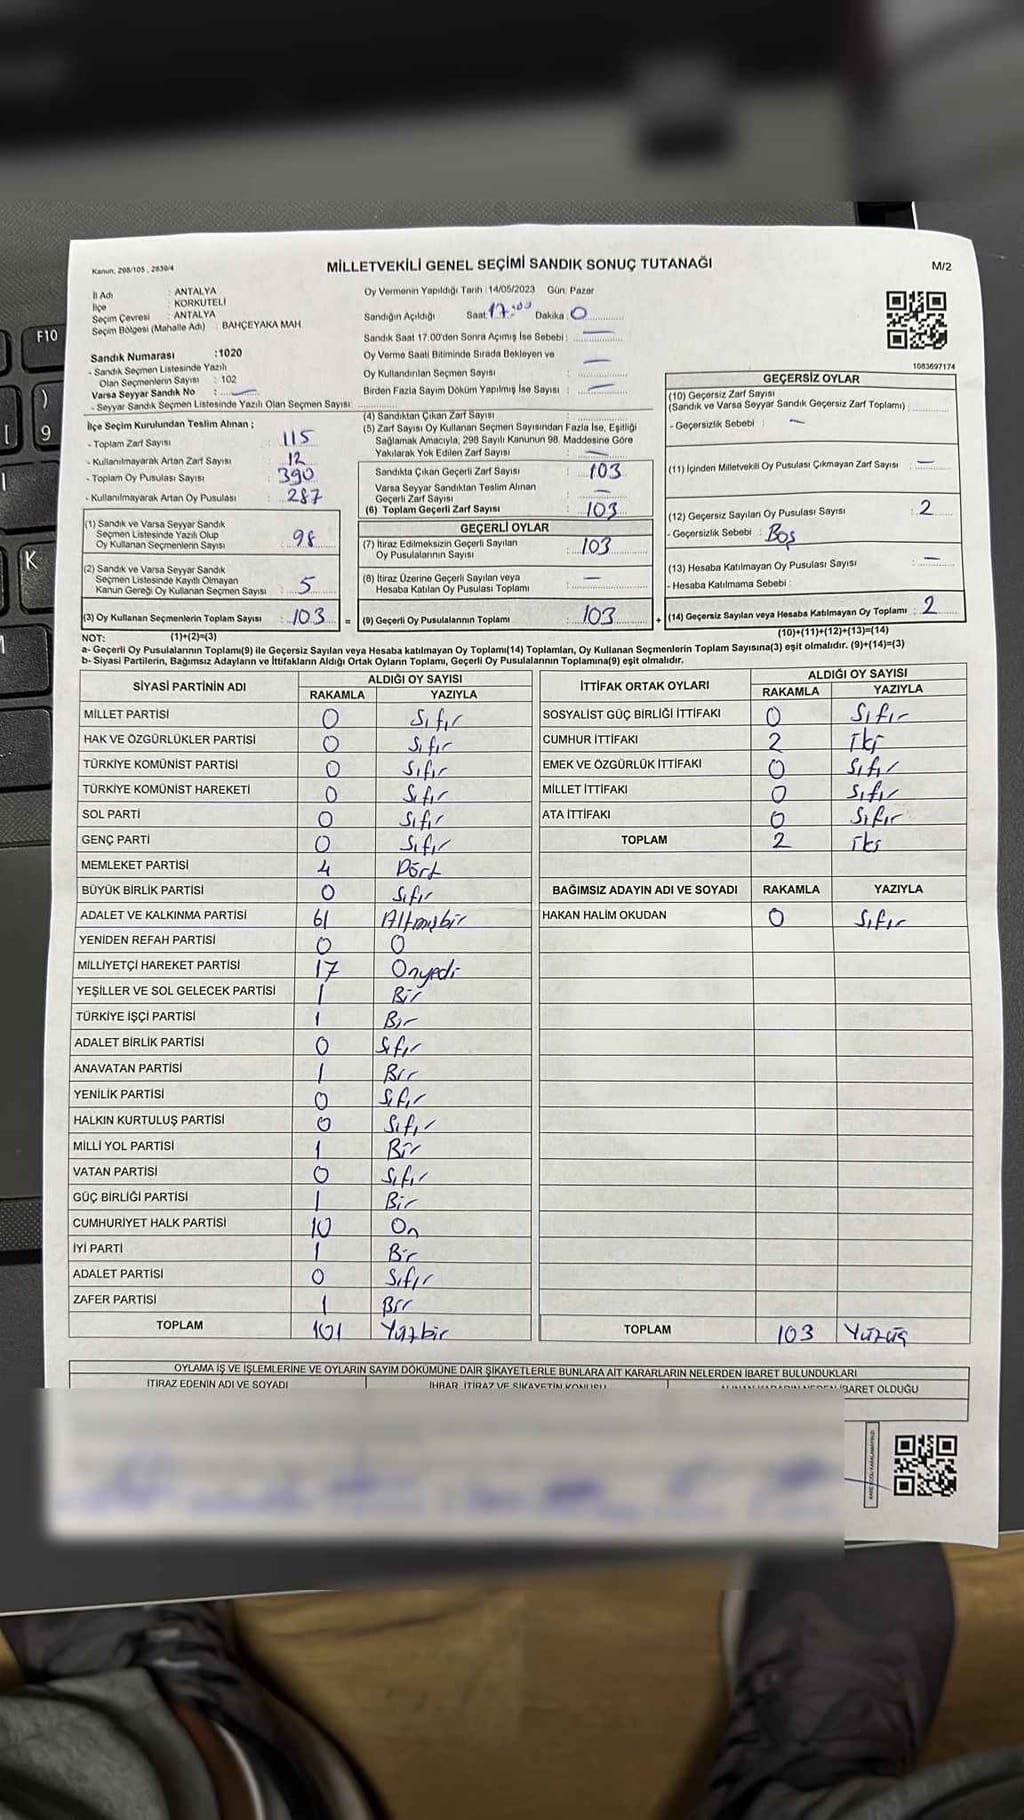 Kanun, 298/105 , 2839/4
MİLLETVEKİLİ GENEL SEÇİMİ SANDIK SONUÇ TUTANAĞI
M/2
İl Adı : ANTALYA
İlçe : KORKUTELİ
Seçim Çevresi : ANTALYA
Seçim Bölgesi (Mahalle Adı) : BAHÇEYAKA MAH.
Sandık Numarası :1020
- Sandık Seçmen Listesinde Yazılı
Olan Seçmenlerin Sayısı : 102
Varsa Seyyar Sandık No : —
- Seyyar Sandık Seçmen Listesinde Yazılı Olan Seçmen Sayısı:
Oy Vermenin Yapıldığı Tarih :14/05/2023 Gün: Pazar
Sandığın Açıldığı Saat: 17:00 Dakika : 0
Sandık Saat 17.00'den Sonra Açımış İse Sebebi : —
Oy Verme Saati Bitiminde Sırada Bekleyen ve
Oy Kullandırılan Seçmen Sayısı : —
Birden Fazla Sayım Döküm Yapılmış İse Sayısı : —
1083697174
İlçe Seçim Kurulundan Teslim Alınan ;
- Toplam Zarf Sayısı : 115
- Kullanılmayarak Artan Zarf Sayısı : 12
- Toplam Oy Pusulası Sayısı : 390
- Kullanılmayarak Artan Oy Pusulası : 287
(1) Sandık ve Varsa Seyyar Sandık
Seçmen Listesinde Yazılı Olup
Oy Kullanan Seçmenlerin Sayısı : 98
(2) Sandık ve Varsa Seyyar Sandık
Seçmen Listesinde Kayıtlı Olmayan
Kanun Gereği Oy Kullanan Seçmen Sayısı : 5
(3) Oy Kullanan Seçmenlerin Toplam Sayısı : 103 =
(4) Sandıktan Çıkan Zarf Sayısı :
(5) Zarf Sayısı Oy Kullanan Seçmen Sayısından Fazla İse, Eşitliği
Sağlamak Amacıyla, 298 Sayılı Kanunun 98. Maddesine Göre
Yakılarak Yok Edilen Zarf Sayısı : —
Sandıkta Çıkan Geçerli Zarf Sayısı : 103
Varsa Seyyar Sandıktan Teslim Alınan
Geçerli Zarf Sayısı : —
(6) Toplam Geçerli Zarf Sayısı : 103
GEÇERLİ OYLAR
(7) İtiraz Edilmeksizin Geçerli Sayılan
Oy Pusulalarının Sayısı : 103
(8) İtiraz Üzerine Geçerli Sayılan veya
Hesaba Katılan Oy Pusulası Toplamı : —
(9) Geçerli Oy Pusulalarının Toplamı : 103 +
GEÇERSİZ OYLAR
(10) Geçersiz Zarf Sayısı
(Sandık ve Varsa Seyyar Sandık Geçersiz Zarf Toplamı) :
- Geçersizlik Sebebi : —
(11) İçinden Milletvekili Oy Pusulası Çıkmayan Zarf Sayısı : —
(12) Geçersiz Sayılan Oy Pusulası Sayısı : 2
- Geçersizlik Sebebi : Boş
(13) Hesaba Katılmayan Oy Pusulası Sayısı : —
- Hesaba Katılmama Sebebi :
(14) Geçersiz Sayılan veya Hesaba Katılmayan Oy Toplamı : 2
NOT: (1)+(2)=(3)
(10)+(11)+(12)+(13)=(14)
a- Geçerli Oy Pusulalarının Toplamı(9) ile Geçersiz Sayılan veya Hesaba katılmayan Oy Toplamı(14) Toplamları, Oy Kullanan Seçmenlerin Toplam Sayısına(3) eşit olmalıdır. (9)+(14)=(3)
b- Siyasi Partilerin, Bağımsız Adayların ve İttifakların Aldığı Ortak Oyların Toplamı, Geçerli Oy Pusulalarının Toplamına(9) eşit olmalıdır.
SİYASİ PARTİNİN ADI
ALDIĞI OY SAYISI
RAKAMLA YAZIYLA
MİLLET PARTİSİ 0 Sıfır
HAK VE ÖZGÜRLÜKLER PARTİSİ 0 Sıfır
TÜRKİYE KOMÜNİST PARTİSİ 0 Sıfır
TÜRKİYE KOMÜNİST HAREKETİ 0 Sıfır
SOL PARTİ 0 Sıfır
GENÇ PARTİ 0 Sıfır
MEMLEKET PARTİSİ 4 Dört
BÜYÜK BİRLİK PARTİSİ 0 Sıfır
ADALET VE KALKINMA PARTİSİ 61 Altmışbir
YENİDEN REFAH PARTİSİ 0 0
MİLLİYETÇİ HAREKET PARTİSİ 17 Onyedi
YEŞİLLER VE SOL GELECEK PARTİSİ 1 Bir
TÜRKİYE İŞÇİ PARTİSİ 1 Bir
ADALET BİRLİK PARTİSİ 0 Sıfır
ANAVATAN PARTİSİ 1 Bir
YENİLİK PARTİSİ 0 Sıfır
HALKIN KURTULUŞ PARTİSİ 0 Sıfır
MİLLİ YOL PARTİSİ 1 Bir
VATAN PARTİSİ 0 Sıfır
GÜÇ BİRLİĞİ PARTİSİ 1 Bir
CUMHURİYET HALK PARTİSİ 10 On
İYİ PARTİ 1 Bir
ADALET PARTİSİ 0 Sıfır
ZAFER PARTİSİ 1 Bir
TOPLAM 101 Yüzbir
İTTİFAK ORTAK OYLARI
ALDIĞI OY SAYISI
RAKAMLA YAZIYLA
SOSYALİST GÜÇ BİRLİĞİ İTTİFAKI 0 Sıfır
CUMHUR İTTİFAKI 2 İki
EMEK VE ÖZGÜRLÜK İTTİFAKI 0 Sıfır
MİLLET İTTİFAKI 0 Sıfır
ATA İTTİFAKI 0 Sıfır
TOPLAM 2 İki
BAĞIMSIZ ADAYIN ADI VE SOYADI RAKAMLA YAZIYLA
HAKAN HALİM OKUDAN 0 Sıfır
TOPLAM 103 Yüzüç
OYLAMA İŞ VE İŞLEMLERİNE VE OYLARIN SAYIM DÖKÜMÜNE DAİR ŞİKAYETLERLE BUNLARA AİT KARARLARIN NELERDEN İBARET BULUNDUKLARI
İTİRAZ EDENİN ADI VE SOYADI
İHBAR, İTİRAZ VE ŞİKAYETİN KONUSU
İBARET OLDUĞU
F10
)
9
[
K